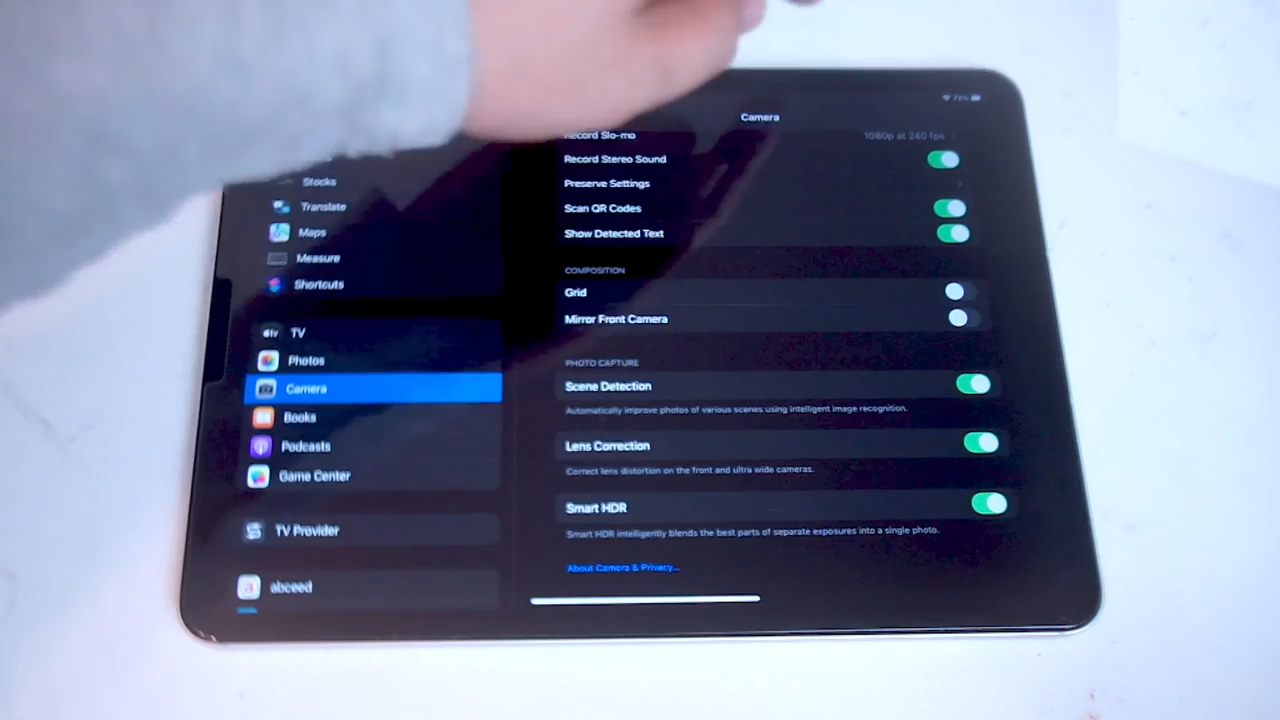 72%
Camera
Record Slo-mo
1080p at 240 fps
Record Stereo Sound
Preserve Settings
Scan QR Codes
Show Detected Text
COMPOSITION
Grid
Mirror Front Camera
PHOTO CAPTURE
Scene Detection
Automatically improve photos of various scenes using intelligent image recognition.
Lens Correction
Correct lens distortion on the front and ultra wide cameras.
Smart HDR
Smart HDR intelligently blends the best parts of separate exposures into a single photo.
About Camera & Privacy...
Stocks
Translate
Maps
Measure
Shortcuts
tv
TV
Photos
Camera
Books
Podcasts
Game Center
TV Provider
a
abceed